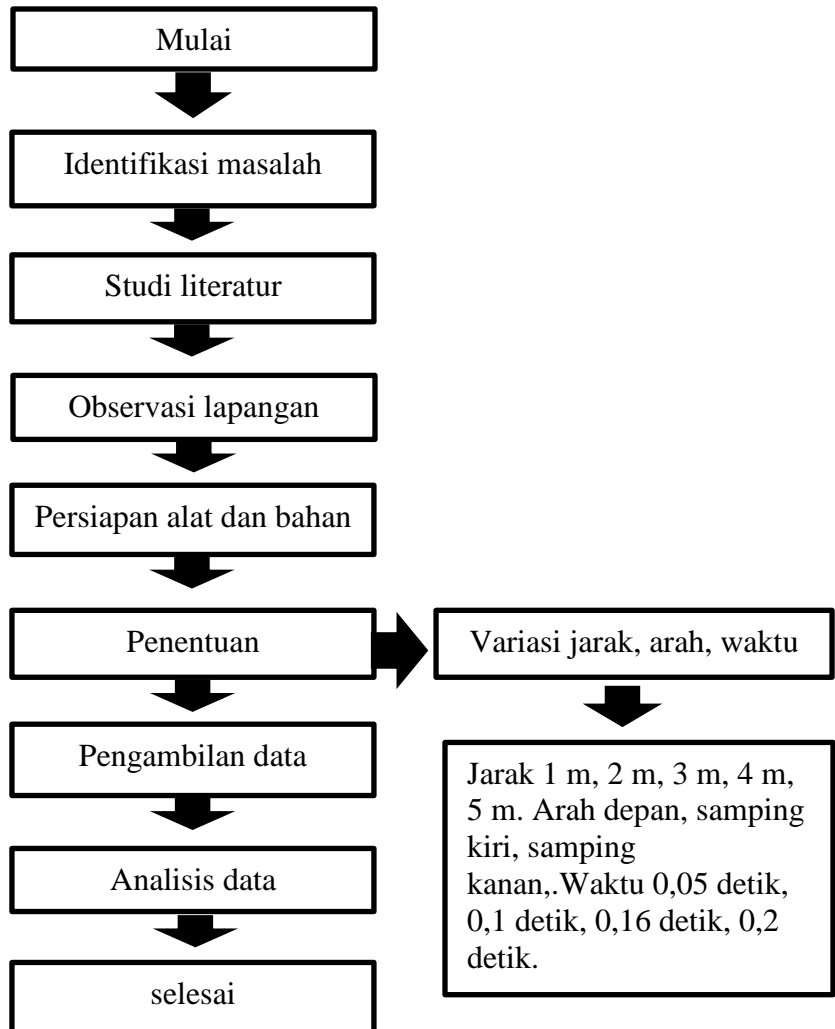 Mulai
Identifikasi masalah
Studi literatur
Observasi lapangan
Persiapan alat dan bahan
Penentuan
Variasi jarak, arah, waktu
Jarak 1 m, 2 m, 3 m, 4 m,
5 m. Arah depan, samping
kiri, samping
kanan,.Waktu 0,05 detik,
0,1 detik, 0,16 detik, 0,2
detik.
Pengambilan data
Analisis data
selesai